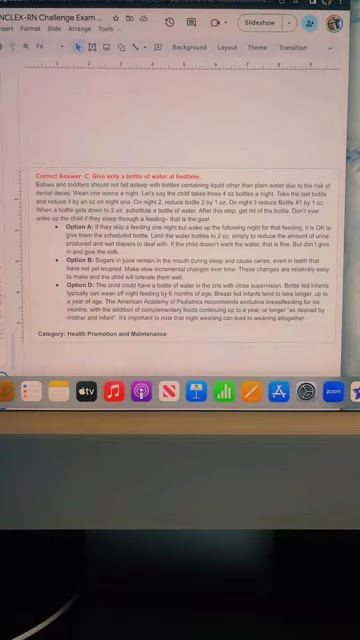 NCLEX-RN Challenge Exam ...
Slideshow
nsert Format Slide Arrange Tools ...
Fit
Background Layout Theme Transition
Correct Answer: C. Give only a bottle of water at bedtime.
Babies and toddlers should not fall asleep with bottles containing liquid other than plain water due to the risk of
dental decay. Wean one ounce a night. Let's say the child takes three 4 oz bottles a night. Take the last bottle
and reduce it by an oz on night one. On night 2, reduce bottle 2 by 1 oz. On night 3 reduce Bottle #1 by 1 oz.
When a bottle gets down to 2 oz, substitute a bottle of water. After this step, get rid of the bottle. Don't ever
wake up the child if they sleep through a feeding– that is the goal.
• Option A: If they skip a feeding one night but wake up the following night for that feeding, it is OK to
give them the scheduled bottle. Limit the water bottles to 2 oz. simply to reduce the amount of urine
produced and wet diapers to deal with. If the child doesn't want the water, that is fine. But don't give
in and give the milk.
• Option B: Sugars in juice remain in the mouth during sleep and cause caries, even in teeth that
have not yet erupted. Make slow incremental changes over time. These changes are relatively easy
to make and the child will tolerate them well.
• Option D: The child could have a bottle of water in the crib with close supervision. Bottle fed infants
typically can wean off night feeding by 6 months of age. Breast fed infants tend to take longer, up to
a year of age. The American Academy of Pediatrics recommends exclusive breastfeeding for six
months, with the addition of complementary foods continuing up to a year, or longer "as desired by
mother and infant". It's important to note that night weaning can lead to weaning altogether.
Category: Health Promotion and Maintenance
tv
zoom